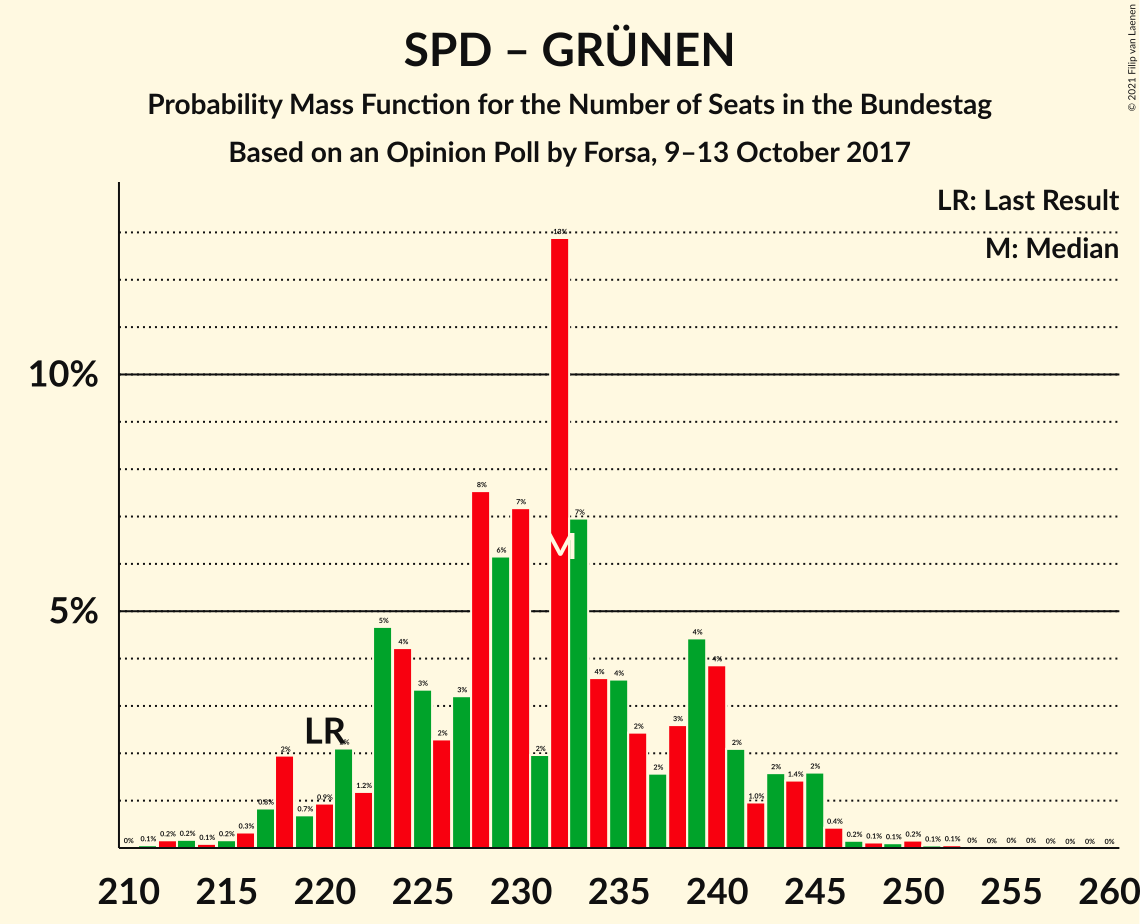 SPD – GRÜNEN
Probability Mass Function for the Number of Seats in the Bundestag
Based on an Opinion Poll by Forsa, 9–13 October 2017
© 2021 Filip van Laenen
LR: Last Result
M: Median
10%
5%
0% 0.1% 0.2% 0.2% 0.1% 0.2% 0.3% 0.8% 2% 0.7% 0.9% 2% 1.2% 5% 4% 3% 2% 3% 8% 6% 7% 2% 13% 7% 4% 4% 2% 2% 3% 4% 4% 2% 1.0% 2% 1.4% 2% 0.4% 0.2% 0.1% 0.1% 0.2% 0.1% 0.1% 0% 0% 0% 0% 0% 0% 0% 0%
LR
M
210 215 220 225 230 235 240 245 250 255 260